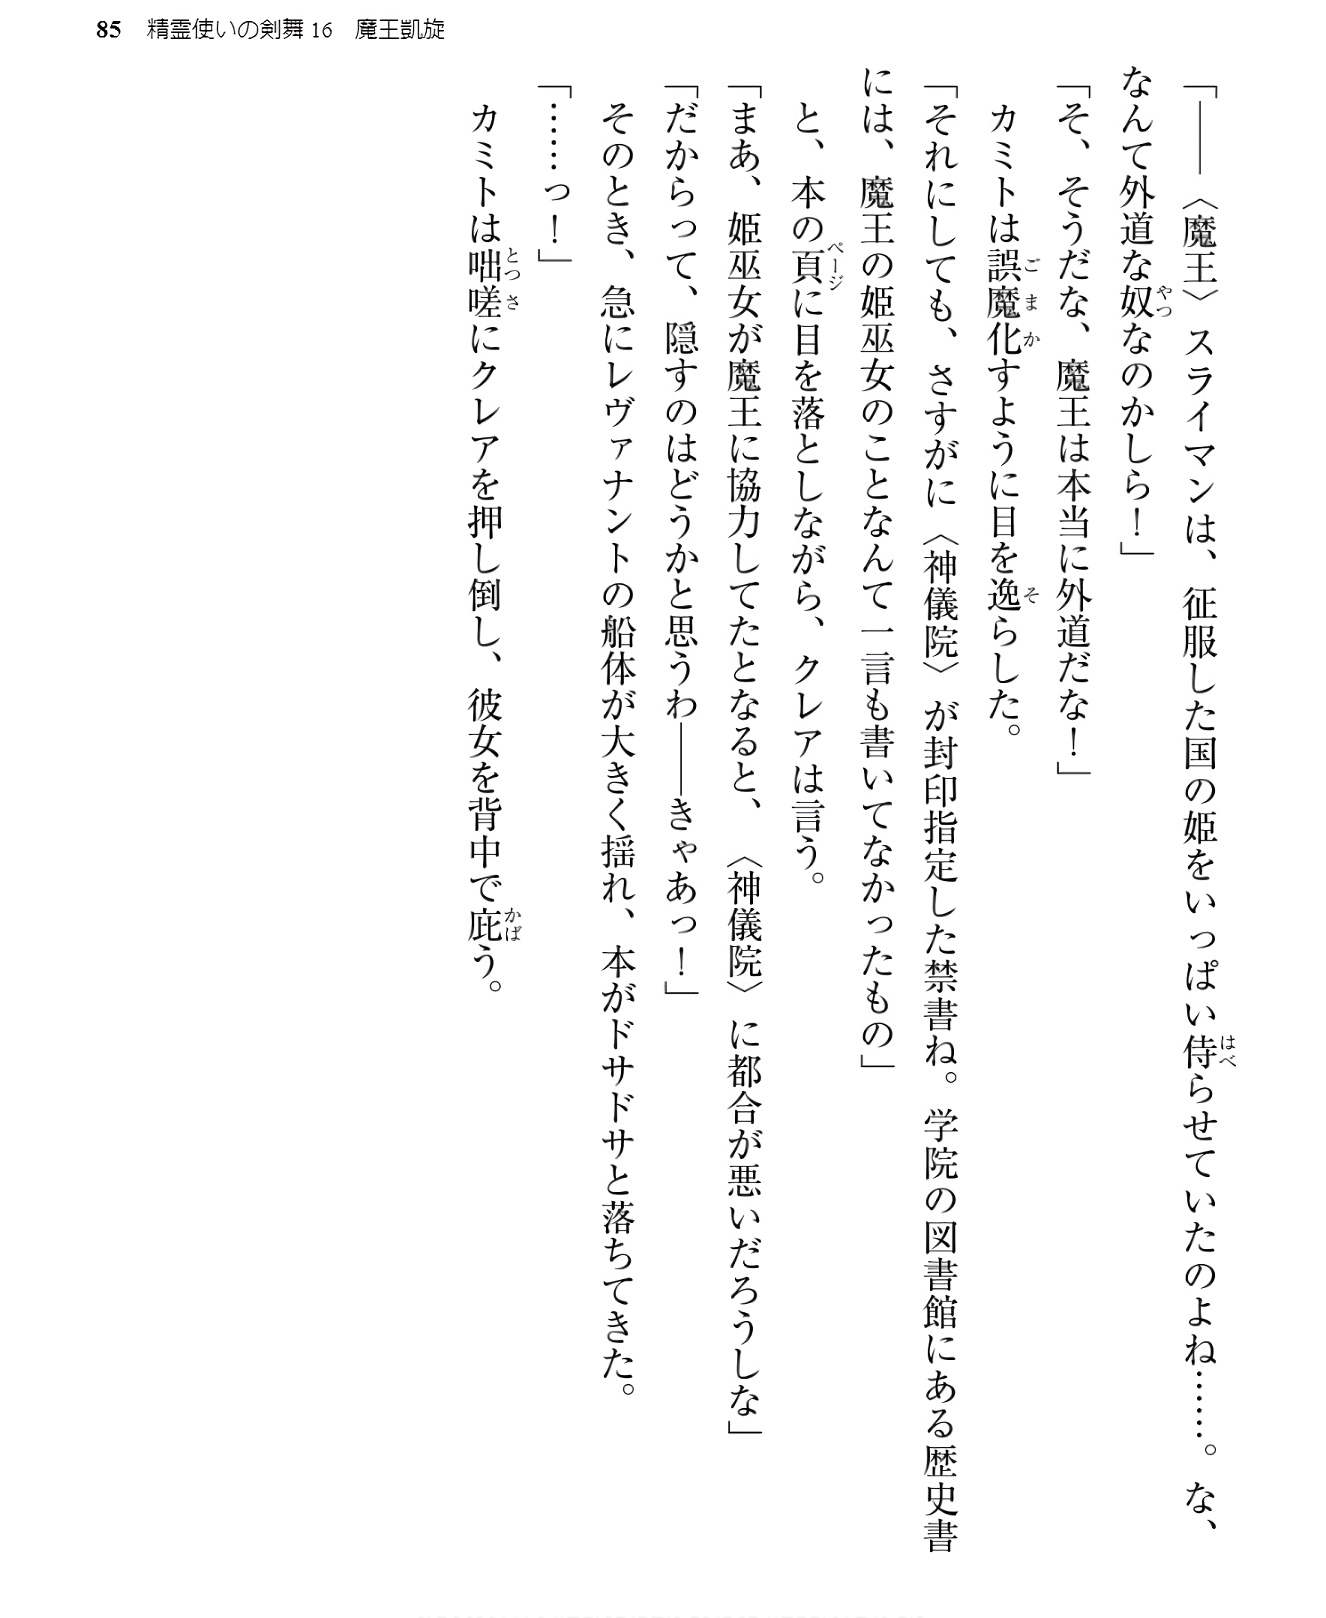 85 精霊使いの剣舞16 魔王凱旋
「――〈魔王〉スライマンは、征服した国の姫をいっぱい侍らせていたのよね……。な、
なんて外道な奴なのかしら！」
「そ、そうだな、魔王は本当に外道だな！」
カミトは誤魔化すように目を逸らした。
「それにしても、さすがに〈神儀院〉が封印指定した禁書ね。学院の図書館にある歴史書
には、魔王の姫巫女のことなんて一言も書いてなかったもの」
と、本の頁に目を落としながら、クレアは言う。
「まあ、姫巫女が魔王に協力してたとなると、〈神儀院〉に都合が悪いだろうしな」
「だからって、隠すのはどうかと思うわ――きゃあっ！」
そのとき、急にレヴァナントの船体が大きく揺れ、本がドサドサと落ちてきた。
「……っ！」
カミトは咄嗟にクレアを押し倒し、彼女を背中で庇う。